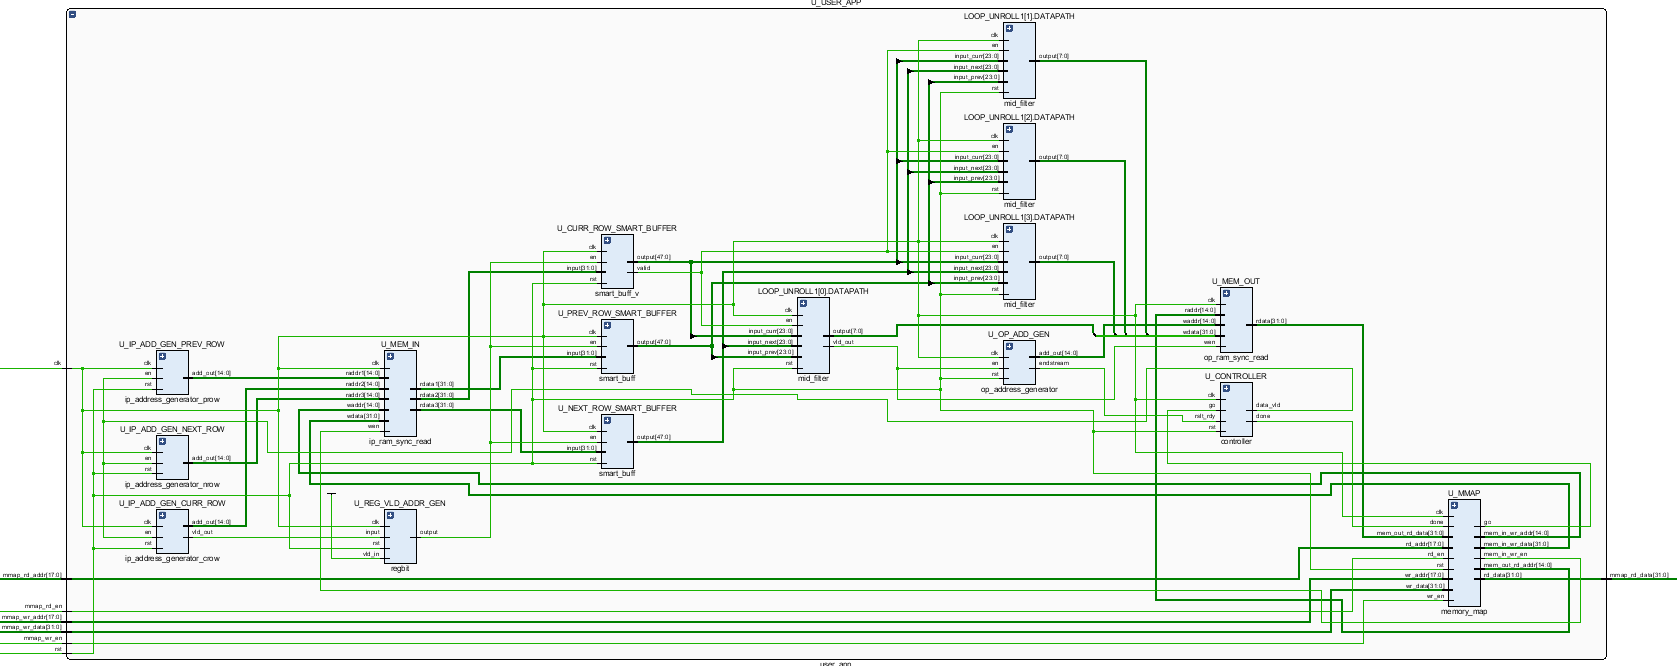 U_USER_APP
LOOP_UNROLL1[1].DATAPATH
clk
en
input_curr[23:0]
input_next[23:0]
input_prev[23:0]
rst
output[7:0]
mid_filter
LOOP_UNROLL1[2].DATAPATH
clk
en
input_curr[23:0]
input_next[23:0]
input_prev[23:0]
rst
output[7:0]
mid_filter
LOOP_UNROLL1[3].DATAPATH
clk
en
input_curr[23:0]
input_next[23:0]
input_prev[23:0]
rst
output[7:0]
mid_filter
U_CURR_ROW_SMART_BUFFER
clk
en
input[31:0]
rst
output[47:0]
valid
smart_buff_v
U_PREV_ROW_SMART_BUFFER
clk
en
input[31:0]
rst
output[47:0]
smart_buff
U_NEXT_ROW_SMART_BUFFER
clk
en
input[31:0]
rst
output[47:0]
smart_buff
LOOP_UNROLL1[0].DATAPATH
clk
en
input_curr[23:0]
input_next[23:0]
input_prev[23:0]
rst
output[7:0]
vld_out
mid_filter
U_OP_ADD_GEN
clk
en
rst
add_out[14:0]
endstream
op_address_generator
U_MEM_OUT
clk
raddr[14:0]
waddr[14:0]
wdata[31:0]
wen
rdata[31:0]
op_ram_sync_read
U_CONTROLLER
clk
go
rslt_rdy
rst
data_vld
done
controller
U_IP_ADD_GEN_PREV_ROW
clk
en
rst
add_out[14:0]
ip_address_generator_prow
U_IP_ADD_GEN_NEXT_ROW
clk
en
rst
add_out[14:0]
ip_address_generator_nrow
U_IP_ADD_GEN_CURR_ROW
clk
en
rst
add_out[14:0]
vld_out
ip_address_generator_crow
U_MEM_IN
clk
raddr1[14:0]
raddr2[14:0]
raddr3[14:0]
waddr[14:0]
wdata[31:0]
wen
rdata1[31:0]
rdata2[31:0]
rdata3[31:0]
ip_ram_sync_read
U_REG_VLD_ADDR_GEN
clk
input
rst
vld_in
output
regbit
U_MMAP
clk
done
mem_out_rd_data[31:0]
rd_addr[17:0]
rd_en
rst
wr_addr[17:0]
wr_data[31:0]
wr_en
go
mem_in_wr_addr[14:0]
mem_in_wr_data[31:0]
mem_in_wr_en
mem_out_rd_addr[14:0]
rd_data[31:0]
memory_map
clk
mmap_rd_addr[17:0]
mmap_rd_en
mmap_wr_addr[17:0]
mmap_wr_data[31:0]
mmap_wr_en
rst
mmap_rd_data[31:0]
user_app